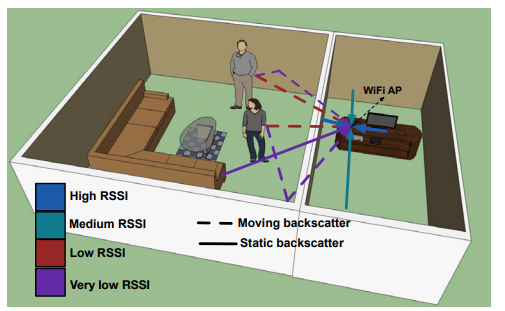 WiFi AP
High RSSI
Medium RSSI
Low RSSI
Very low RSSI
Moving backscatter
Static backscatter